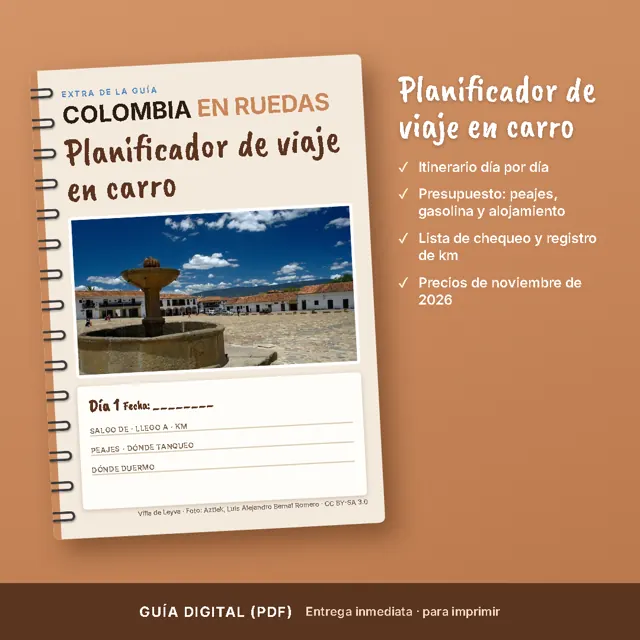 EXTRA DE LA GUÍA
COLOMBIA EN RUEDAS
Planificador de viaje
en carro
Día 1 Fecha: ________
SALGO DE · LLEGO A · KM
PEAJES · DÓNDE TANQUEO
DÓNDE DUERMO
Villa de Leyva · Foto: Aztlek, Luis Alejandro Bernal Romero · CC BY-SA 3.0
Planificador de
viaje en carro
✓ Itinerario día por día
✓ Presupuesto: peajes,
gasolina y alojamiento
✓ Lista de chequeo y registro
de km
✓ Precios de noviembre de
2026
GUÍA DIGITAL (PDF) Entrega inmediata · para imprimir